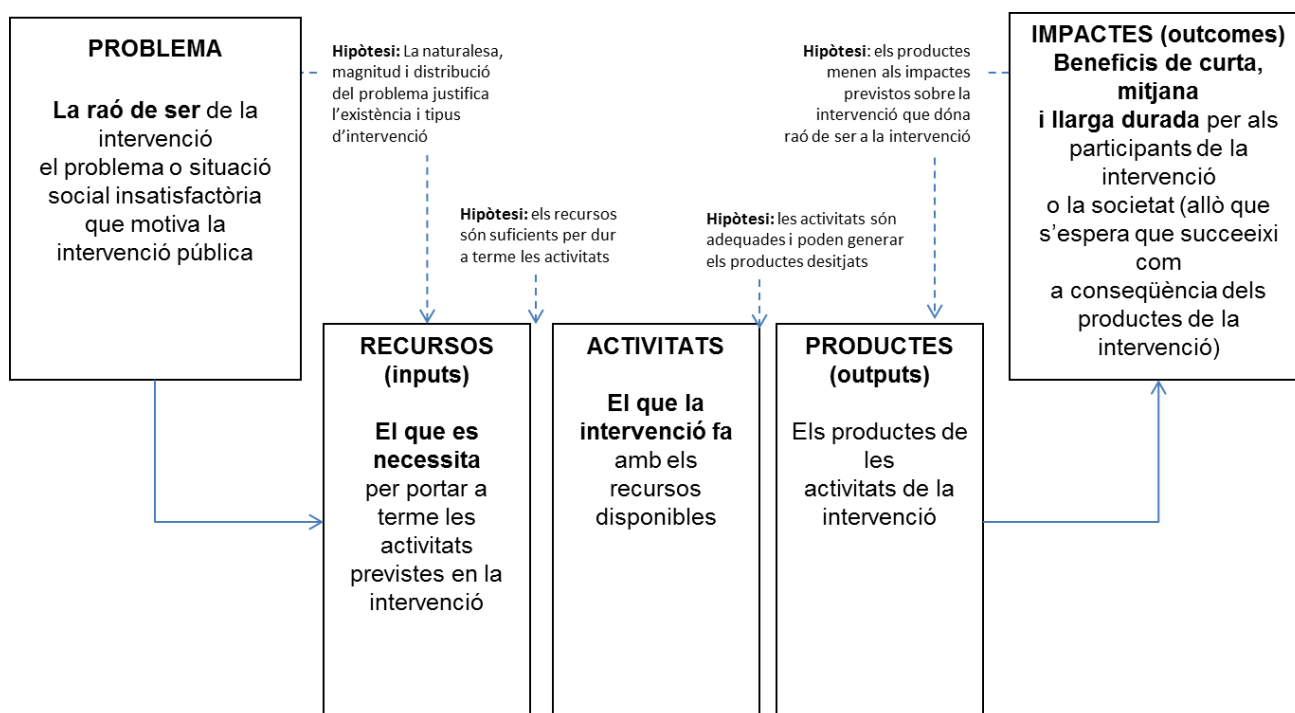 PROBLEMA
La raó de ser de la
intervenció
el problema o situació
social insatisfactòria
que motiva la
intervenció pública
Hipòtesi: La naturalesa,
magnitud i distribució
del problema justifica
l’existència i tipus
d’intervenció
Hipòtesi: els recursos
són suficients per dur
a terme les activitats
Hipòtesi: les activitats són
adequades i poden generar
els productes desitjats
Hipòtesi: els productes
menen als impactes
previstos sobre la
intervenció que dóna
raó de ser a la intervenció
IMPACTES (outcomes)
Beneficis de curta,
mitjana
i llarga durada per als
participants de la
intervenció
o la societat (allò que
s’espera que succeeixi
com
a conseqüència dels
productes de la
intervenció)
RECURSOS
(inputs)
El que es
necessita
per portar a
terme les
activitats
previstes en la
intervenció
ACTIVITATS
El que la
intervenció fa
amb els
recursos
disponibles
PRODUCTES
(outputs)
Els productes de
les
activitats de la
intervenció